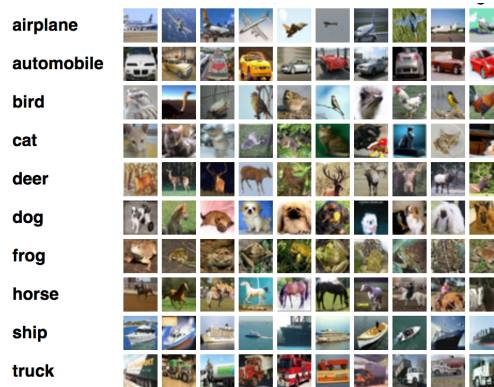 airplane
automobile
bird
cat
deer
dog
frog
horse
ship
truck